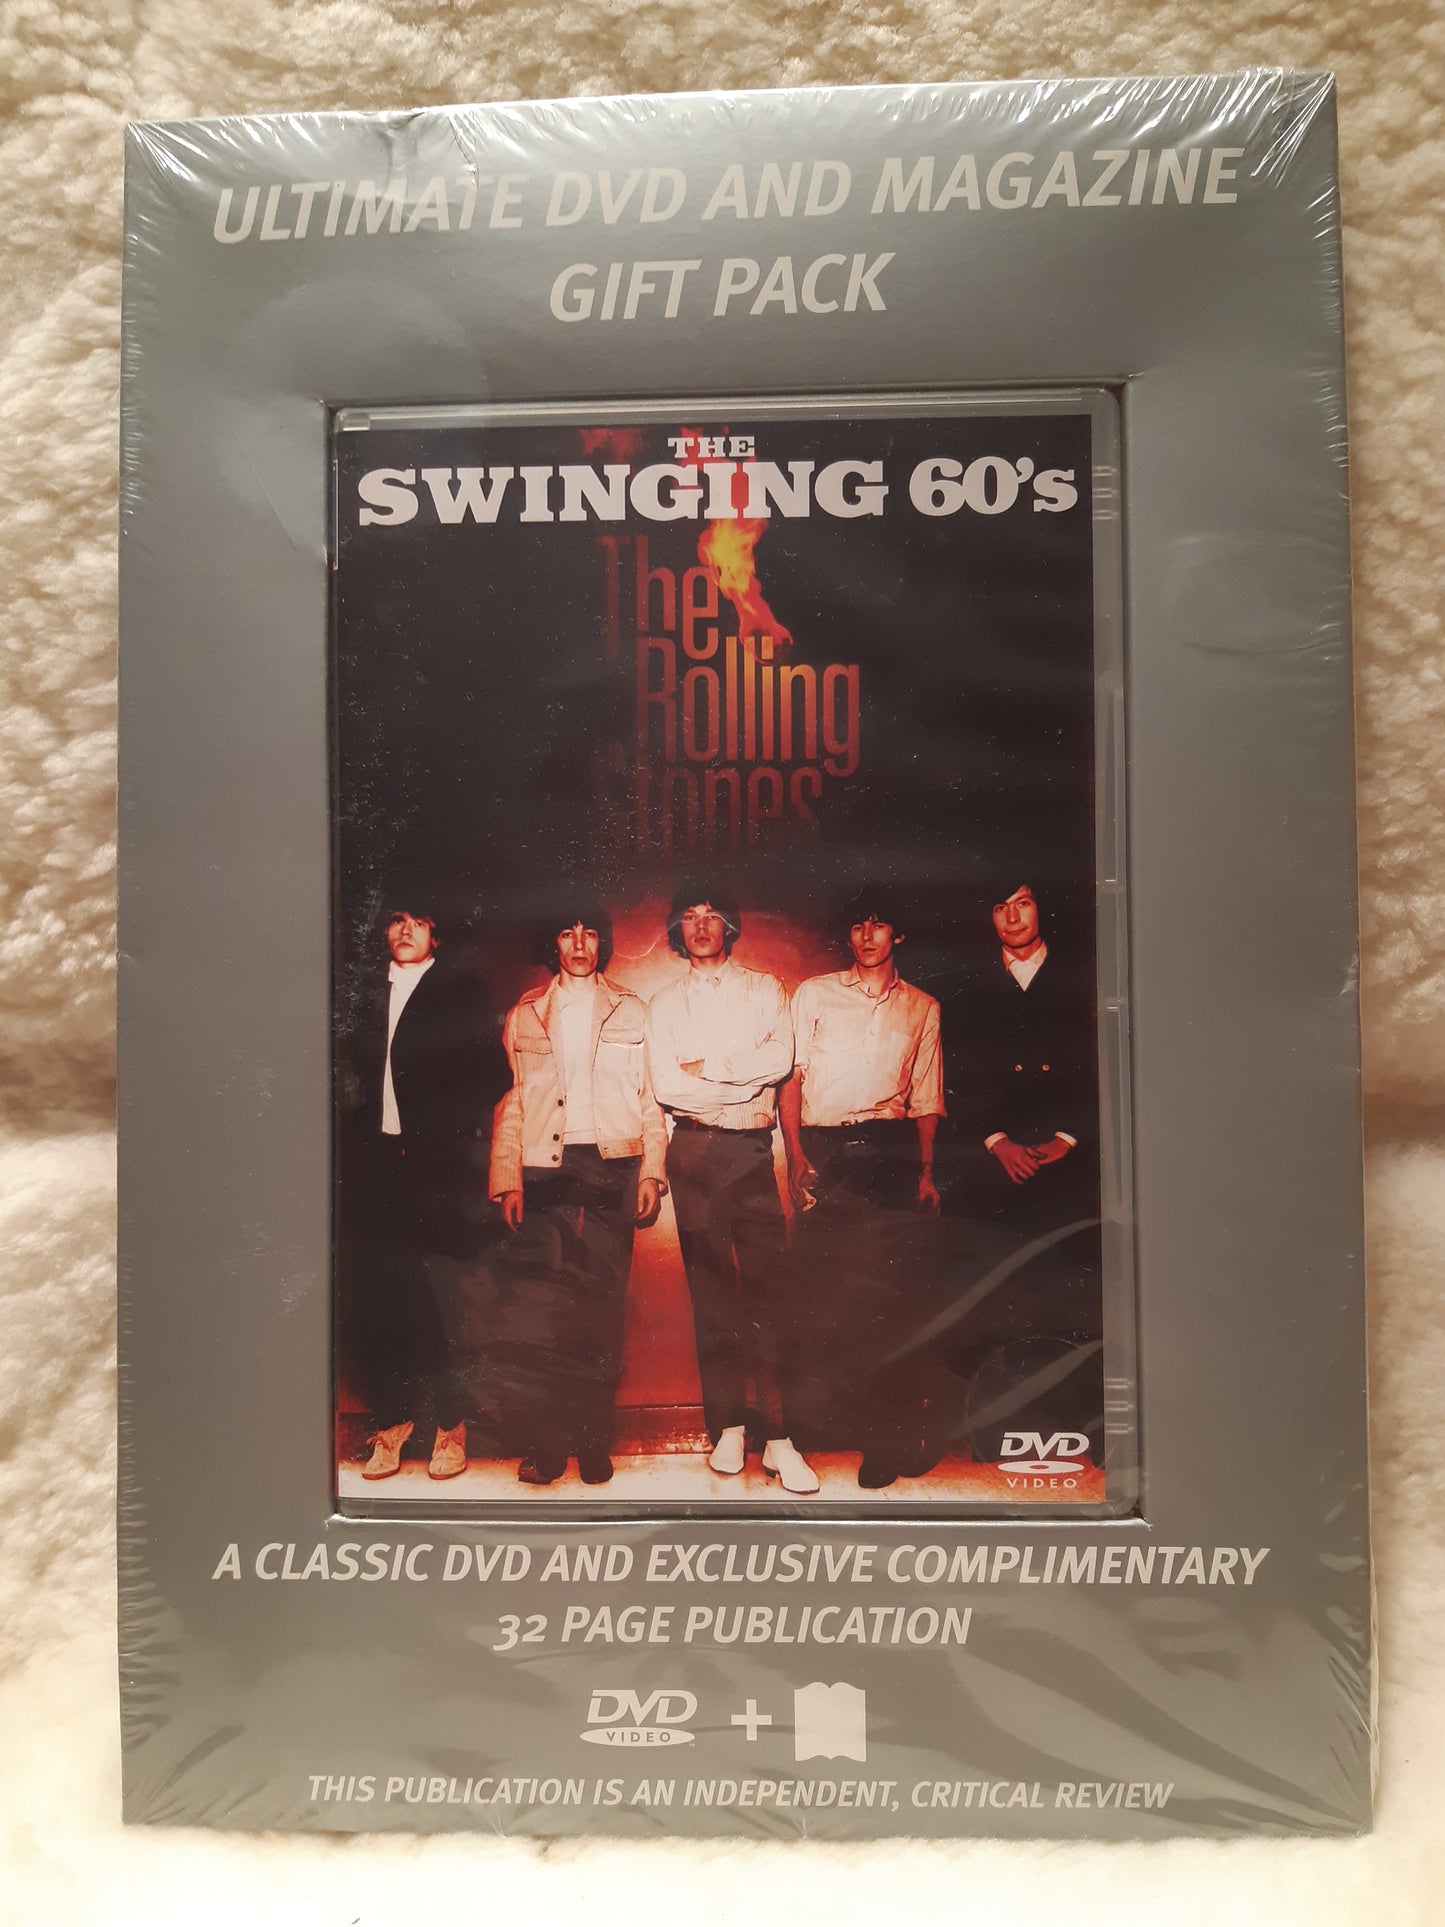 ULTIMATE DVD AND MAGAZINE
GIFT PACK
THE
SWINGING 60's
The
Rolling
Stones
DVD
VIDEO
A CLASSIC DVD AND EXCLUSIVE COMPLIMENTARY
32 PAGE PUBLICATION
DVD +
VIDEO
THIS PUBLICATION IS AN INDEPENDENT, CRITICAL REVIEW